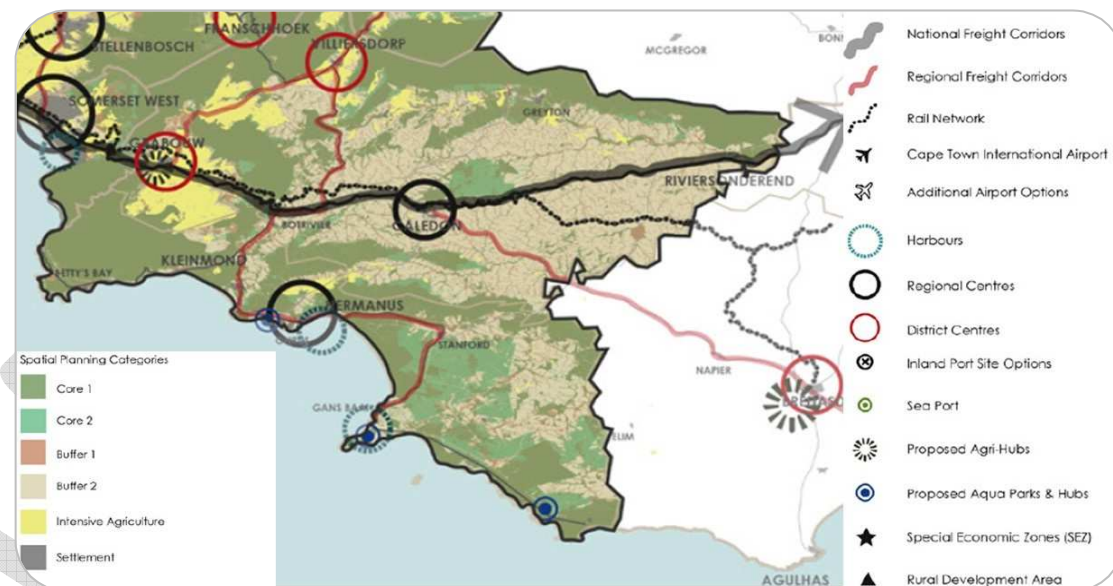 FRANSCHHOEK
STELLENBOSCH
VILLIERSDORP
MCGREGOR
SOMERSET WEST
GREYTON
GRABOUW
RIVIERSONDEREND
CALEDON
BOTRIVIER
KLEINMOND
BETTY'S BAY
HERMANUS
STANFORD
NAPIER
GANS BAAI
ELIM
AGULHAS
Spatial Planning Categories
Core 1
Core 2
Buffer 1
Buffer 2
Intensive Agriculture
Settlement
National Freight Corridors
Regional Freight Corridors
Rail Network
Cape Town International Airport
Additional Airport Options
Harbours
Regional Centres
District Centres
Inland Port Site Options
Sea Port
Proposed Agri-Hubs
Proposed Aqua Parks & Hubs
Special Economic Zones (SEZ)
Rural Development Area